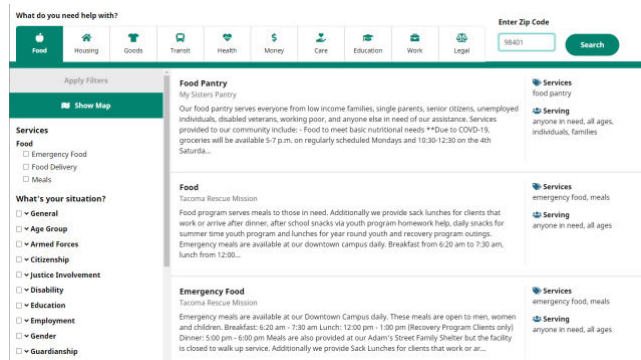 What do you need help with?
Enter Zip Code
Food
Housing
Goods
Transit
Health
Money
Care
Education
Work
Legal
98401
Search
Apply Filters
Show Map
Services
Food
Emergency Food
Food Delivery
Meals
What's your situation?
General
Age Group
Armed Forces
Citizenship
Justice Involvement
Disability
Education
Employment
Gender
Guardianship
Food Pantry
My Sisters Pantry
Our food pantry serves everyone from low income families, single parents, senior citizens, unemployed
individuals, disabled veterans, working poor, and anyone else in need of our assistance. Services
provided to our community include: - Food to meet basic nutritional needs **Due to COVD-19,
groceries will be available 5-7 p.m. on regularly scheduled Mondays and 10:30-12:30 on the 4th
Saturda...
Services
food pantry
Serving
anyone in need, all ages,
individuals, families
Food
Tacoma Rescue Mission
Food program serves meals to those in need. Additionally we provide sack lunches for clients that
work or arrive after dinner, after school snacks via youth program homework help, daily snacks for
summer time youth program and lunches for year round youth and recovery program outings.
Emergency meals are available at our downtown campus daily. Breakfast from 6:20 am to 7:30 am,
lunch from 12:00...
Services
emergency food, meals
Serving
anyone in need, all ages
Emergency Food
Tacoma Rescue Mission
Emergency meals are available at our Downtown Campus daily. These meals are open to men, women
and children. Breakfast: 6:20 am - 7:30 am Lunch: 12:00 pm - 1:00 pm (Recovery Program Clients only)
Dinner: 5:00 pm - 6:00 pm Meals are also provided at our Adam's Street Family Shelter but the facility
is closed to walk up service. Additionally we provide Sack Lunches for clients that work or ar...
Services
emergency food, meals
Serving
anyone in need, all ages